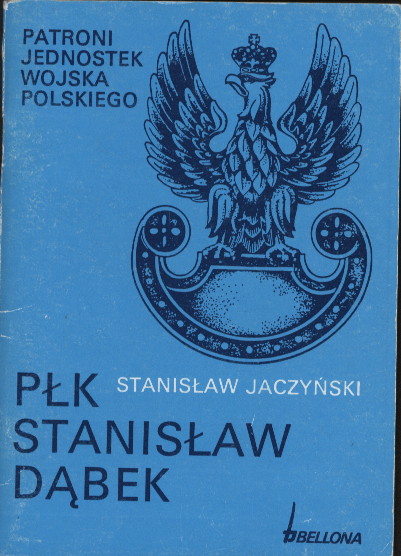 PATRONI
JEDNOSTEK
WOJSKA
POLSKIEGO
STANISŁAW JACZYŃSKI
PŁK
STANISŁAW
DĄBEK
BELLONA